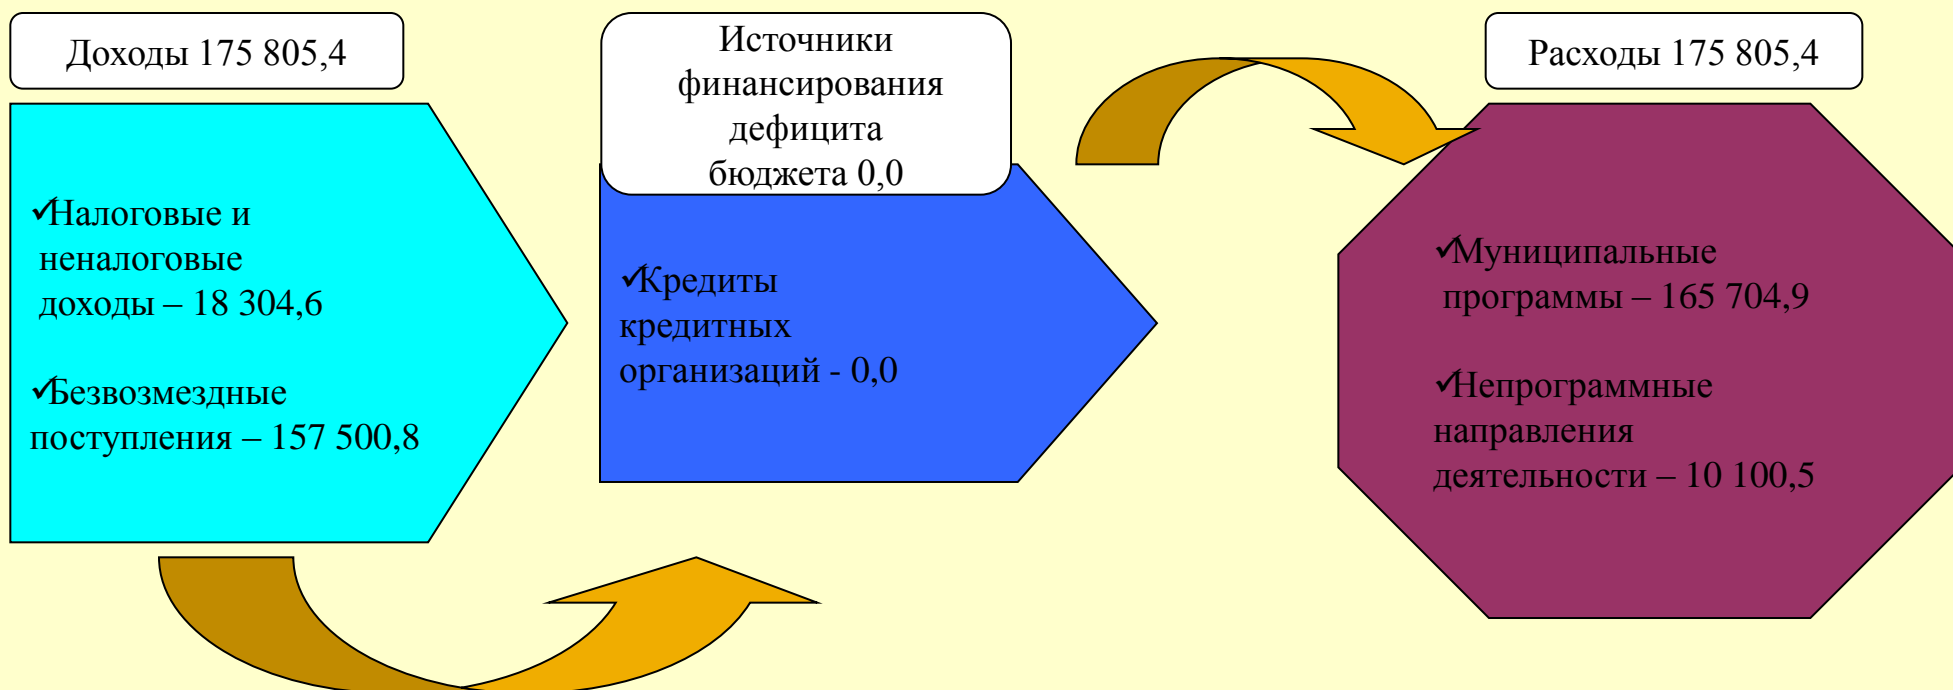 Доходы 175 805,4
✓Налоговые и
неналоговые
доходы – 18 304,6
✓Безвозмездные
поступления – 157 500,8
Источники
финансирования
дефицита
бюджета 0,0
✓Кредиты
кредитных
организаций - 0,0
Расходы 175 805,4
✓Муниципальные
программы – 165 704,9
✓Непрограммные
направления
деятельности – 10 100,5